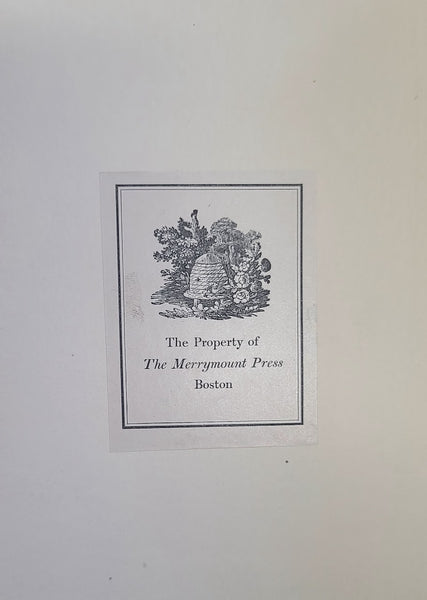 The Property of
The Merrymount Press
Boston